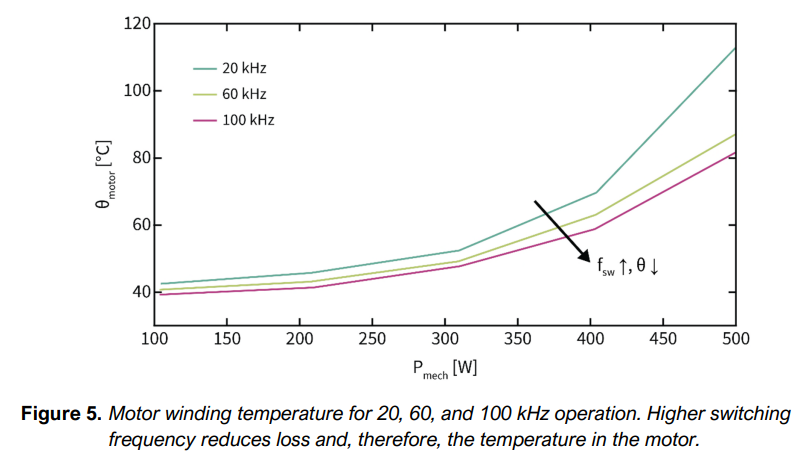 120
100
80
60
40
θmotor [°C]
20 kHz
60 kHz
100 kHz
fsw ↑, θ ↓
100 150 200 250 300 350 400 450 500
Pmech [W]
Figure 5. Motor winding temperature for 20, 60, and 100 kHz operation. Higher switching
frequency reduces loss and, therefore, the temperature in the motor.